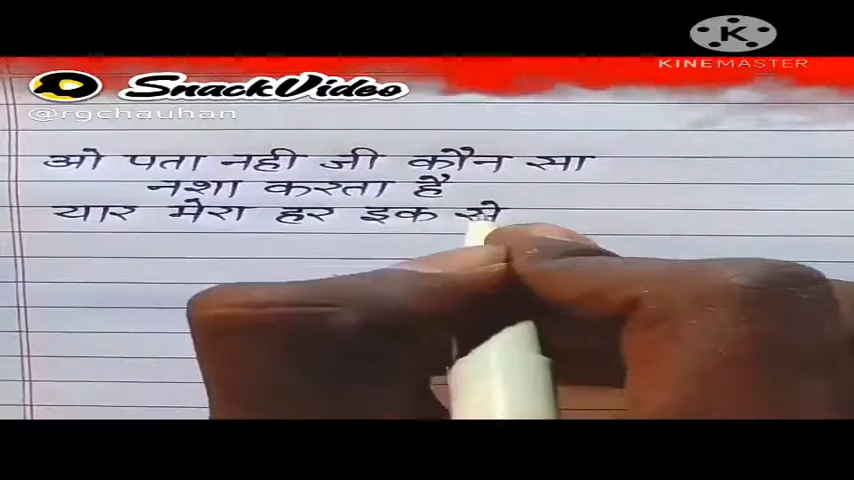 K
KINEMASTER
SnackVideo
@rgchauhan
ओ पता नही जी कौन सा
नशा करता है
यार मेरा हर इक से